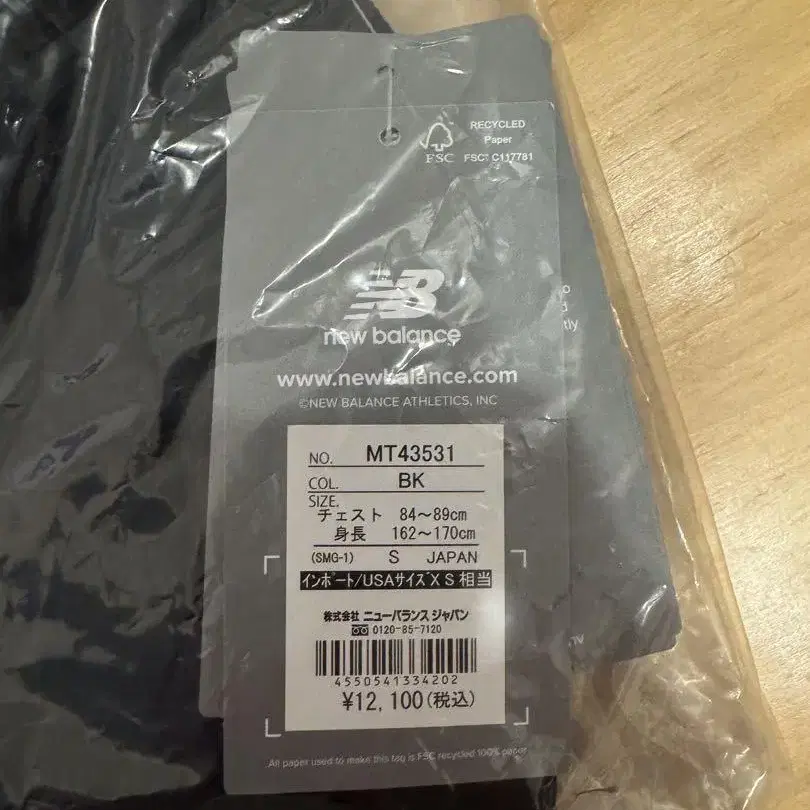 RECYCLED
Paper
FSC
FSC® C117781
NB
new balance
www.newbalance.com
©NEW BALANCE ATHLETICS, INC
NO. MT43531
COL. BK
SIZE.
チェスト 84～89cm
身長 162～170cm
(SMG-1) S JAPAN
インポート/USAサイズXS相当
株式会社 ニューバランス ジャパン
0120-85-7120
4550541334202
¥12,100(税込)
All paper used to make this tag is FSC recycled 100% paper